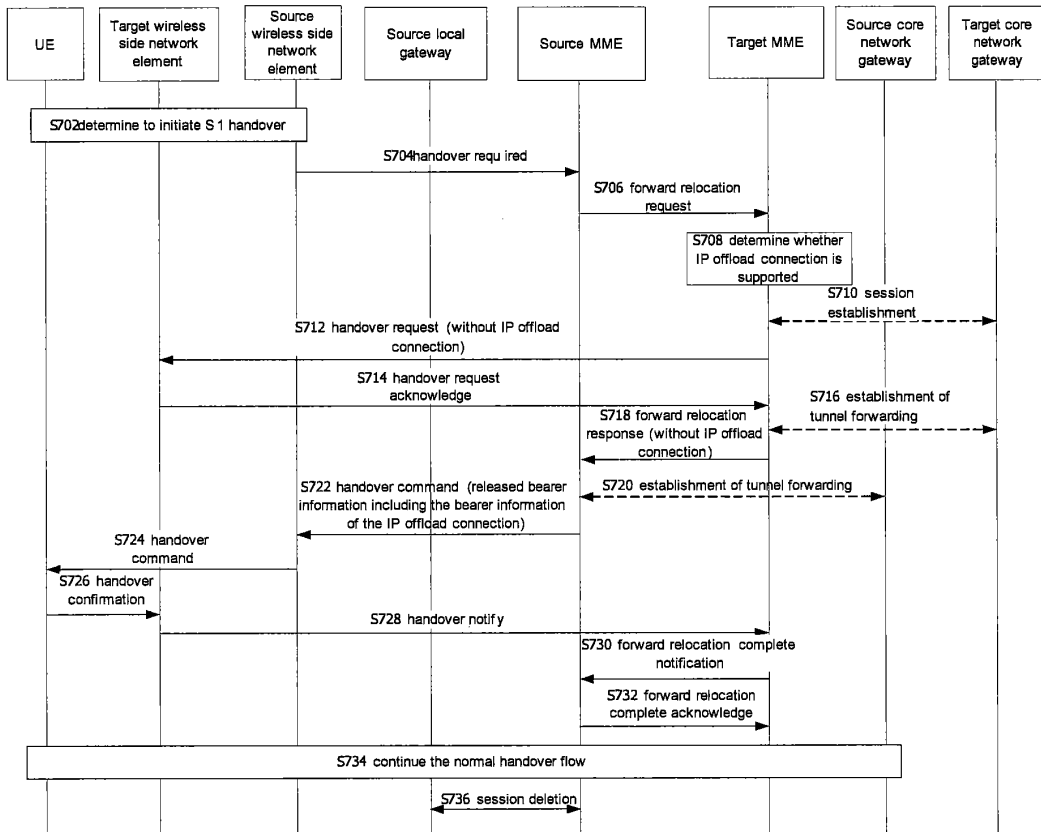 UE
Target wireless
side network
element
Source
wireless side
network
element
Source local
gateway
Source MME
Target MME
Source core
network
gateway
Target core
network
gateway
S702determine to initiate S 1 handover
S704handover required
S706 forward relocation
request
S708 determine whether
IP offload connection is
supported
S710 session
establishment
S712 handover request (without IP offload
connection)
S714 handover request
acknowledge
S716 establishment of
tunnel forwarding
S718 forward relocation
response (without IP offload
connection)
S720 establishment of tunnel forwarding
S722 handover command (released bearer
information including the bearer information
of the IP offload connection)
S724 handover
command
S726 handover
confirmation
S728 handover notify
S730 forward relocation complete
notification
S732 forward relocation
complete acknowledge
S734 continue the normal handover flow
S736 session deletion